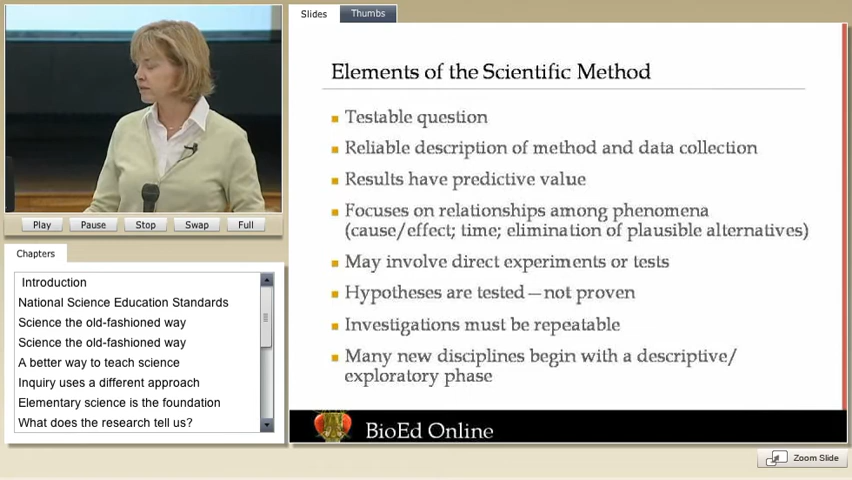 Slides
Thumbs
Elements of the Scientific Method
Testable question
Reliable description of method and data collection
Results have predictive value
Focuses on relationships among phenomena
(cause/effect; time; elimination of plausible alternatives)
May involve direct experiments or tests
Hypotheses are tested—not proven
Investigations must be repeatable
Many new disciplines begin with a descriptive/
exploratory phase
BioEd Online
Zoom Slide
Play
Pause
Stop
Swap
Full
Chapters
Introduction
National Science Education Standards
Science the old-fashioned way
Science the old-fashioned way
A better way to teach science
Inquiry uses a different approach
Elementary science is the foundation
What does the research tell us?